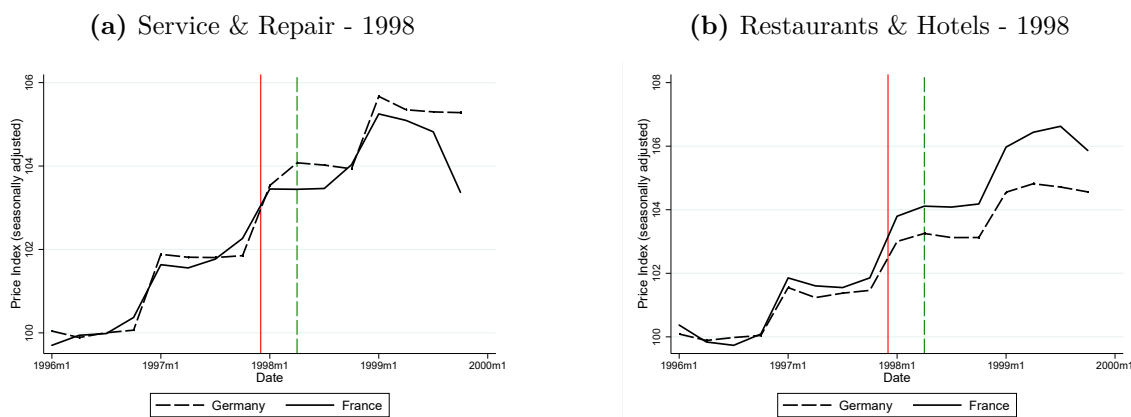 (a) Service & Repair - 1998
Price Index (seasonally adjusted)
106
104
102
100
1996m1 1997m1 1998m1 1999m1 2000m1
Date
Germany France
(b) Restaurants & Hotels - 1998
Price Index (seasonally adjusted)
108
106
104
102
100
1996m1 1997m1 1998m1 1999m1 2000m1
Date
Germany France